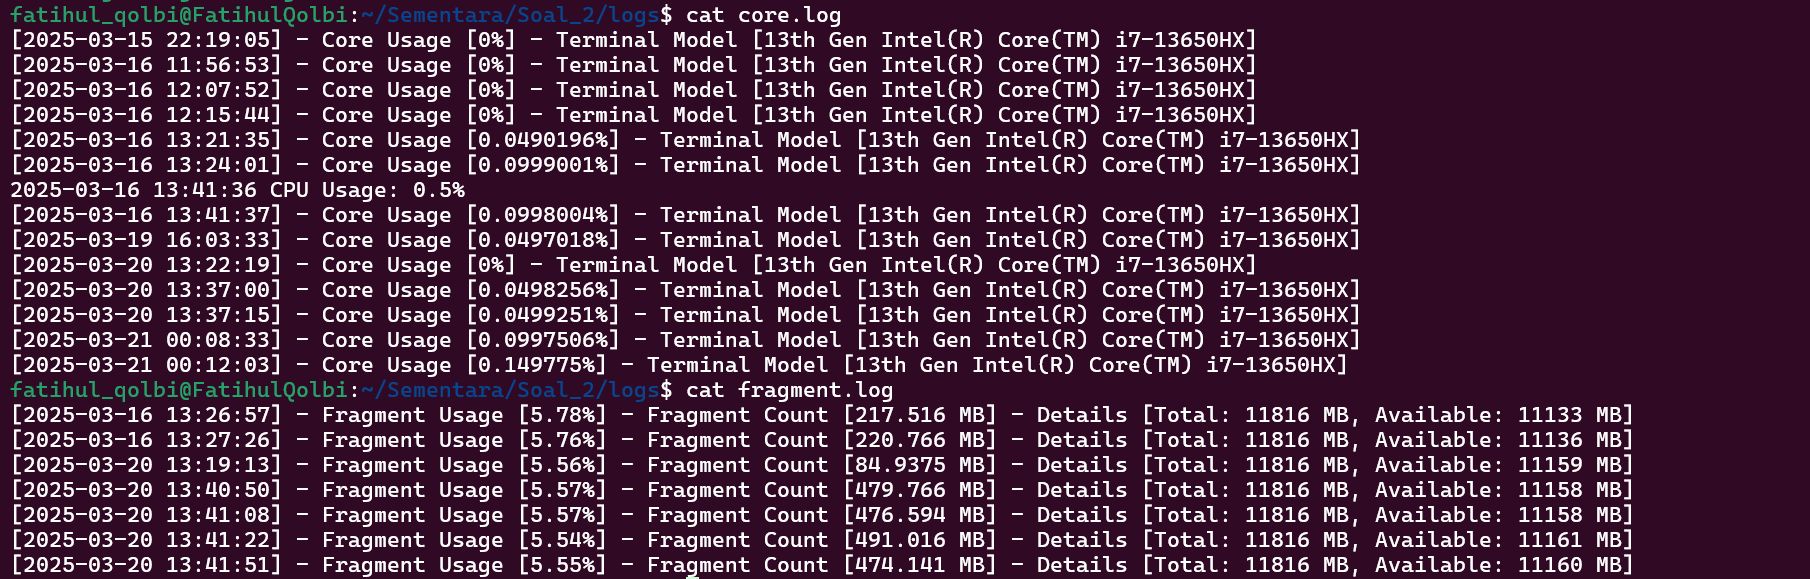 fatihul_qolbi@FatihulQolbi:~/Sementara/Soal_2/logs$ cat core.log
[2025-03-15 22:19:05] - Core Usage [0%] - Terminal Model [13th Gen Intel(R) Core(TM) i7-13650HX]
[2025-03-16 11:56:53] - Core Usage [0%] - Terminal Model [13th Gen Intel(R) Core(TM) i7-13650HX]
[2025-03-16 12:07:52] - Core Usage [0%] - Terminal Model [13th Gen Intel(R) Core(TM) i7-13650HX]
[2025-03-16 12:15:44] - Core Usage [0%] - Terminal Model [13th Gen Intel(R) Core(TM) i7-13650HX]
[2025-03-16 13:21:35] - Core Usage [0.0490196%] - Terminal Model [13th Gen Intel(R) Core(TM) i7-13650HX]
[2025-03-16 13:24:01] - Core Usage [0.0999001%] - Terminal Model [13th Gen Intel(R) Core(TM) i7-13650HX]
2025-03-16 13:41:36 CPU Usage: 0.5%
[2025-03-16 13:41:37] - Core Usage [0.0998004%] - Terminal Model [13th Gen Intel(R) Core(TM) i7-13650HX]
[2025-03-19 16:03:33] - Core Usage [0.0497018%] - Terminal Model [13th Gen Intel(R) Core(TM) i7-13650HX]
[2025-03-20 13:22:19] - Core Usage [0%] - Terminal Model [13th Gen Intel(R) Core(TM) i7-13650HX]
[2025-03-20 13:37:00] - Core Usage [0.0498256%] - Terminal Model [13th Gen Intel(R) Core(TM) i7-13650HX]
[2025-03-20 13:37:15] - Core Usage [0.0499251%] - Terminal Model [13th Gen Intel(R) Core(TM) i7-13650HX]
[2025-03-21 00:08:33] - Core Usage [0.0997506%] - Terminal Model [13th Gen Intel(R) Core(TM) i7-13650HX]
[2025-03-21 00:12:03] - Core Usage [0.149775%] - Terminal Model [13th Gen Intel(R) Core(TM) i7-13650HX]
fatihul_qolbi@FatihulQolbi:~/Sementara/Soal_2/logs$ cat fragment.log
[2025-03-16 13:26:57] - Fragment Usage [5.78%] - Fragment Count [217.516 MB] - Details [Total: 11816 MB, Available: 11133 MB]
[2025-03-16 13:27:26] - Fragment Usage [5.76%] - Fragment Count [220.766 MB] - Details [Total: 11816 MB, Available: 11136 MB]
[2025-03-20 13:19:13] - Fragment Usage [5.56%] - Fragment Count [84.9375 MB] - Details [Total: 11816 MB, Available: 11159 MB]
[2025-03-20 13:40:50] - Fragment Usage [5.57%] - Fragment Count [479.766 MB] - Details [Total: 11816 MB, Available: 11158 MB]
[2025-03-20 13:41:08] - Fragment Usage [5.57%] - Fragment Count [476.594 MB] - Details [Total: 11816 MB, Available: 11158 MB]
[2025-03-20 13:41:22] - Fragment Usage [5.54%] - Fragment Count [491.016 MB] - Details [Total: 11816 MB, Available: 11161 MB]
[2025-03-20 13:41:51] - Fragment Usage [5.55%] - Fragment Count [474.141 MB] - Details [Total: 11816 MB, Available: 11160 MB]